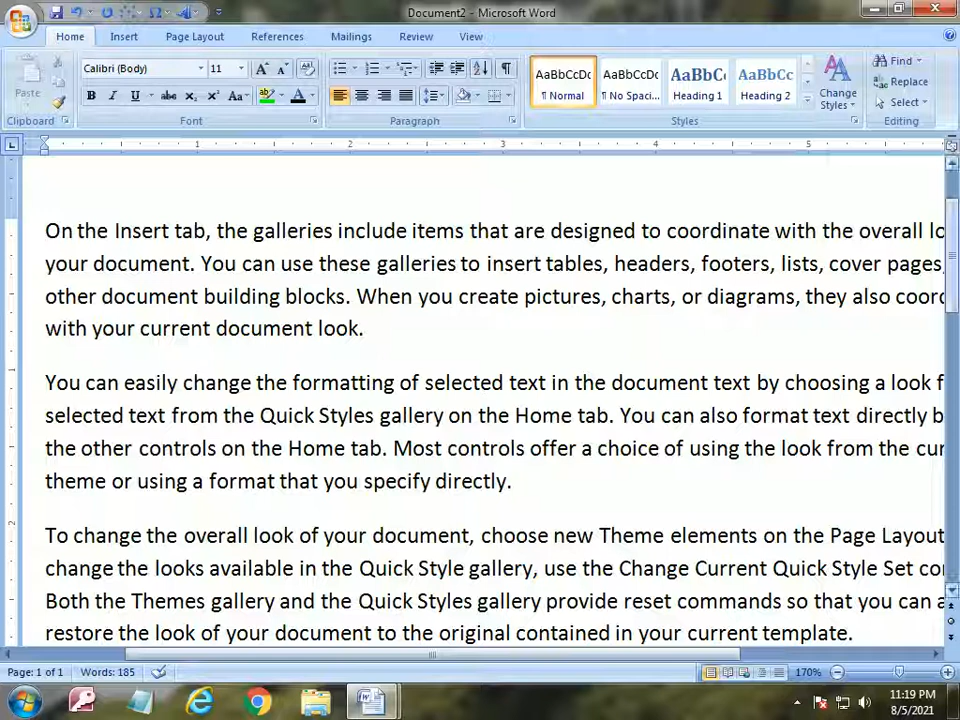 Document2 - Microsoft Word
Home Insert Page Layout References Mailings Review View
Paste
Calibri (Body) 11
B I U abc x₂ x² Aa
AaBbCcDc AaBbCcDc AaBbC AaBbCc
¶ Normal ¶ No Spaci... Heading 1 Heading 2
Change
Styles
Find
Replace
Select
Clipboard Font Paragraph Styles Editing
1 2 3 4 5
On the Insert tab, the galleries include items that are designed to coordinate with the overall lo
your document. You can use these galleries to insert tables, headers, footers, lists, cover pages,
other document building blocks. When you create pictures, charts, or diagrams, they also coord
with your current document look.
You can easily change the formatting of selected text in the document text by choosing a look f
selected text from the Quick Styles gallery on the Home tab. You can also format text directly b
the other controls on the Home tab. Most controls offer a choice of using the look from the cur
theme or using a format that you specify directly.
To change the overall look of your document, choose new Theme elements on the Page Layout
change the looks available in the Quick Style gallery, use the Change Current Quick Style Set co
Both the Themes gallery and the Quick Styles gallery provide reset commands so that you can a
restore the look of your document to the original contained in your current template.
Page: 1 of 1 Words: 185 170%
11:19 PM
8/5/2021